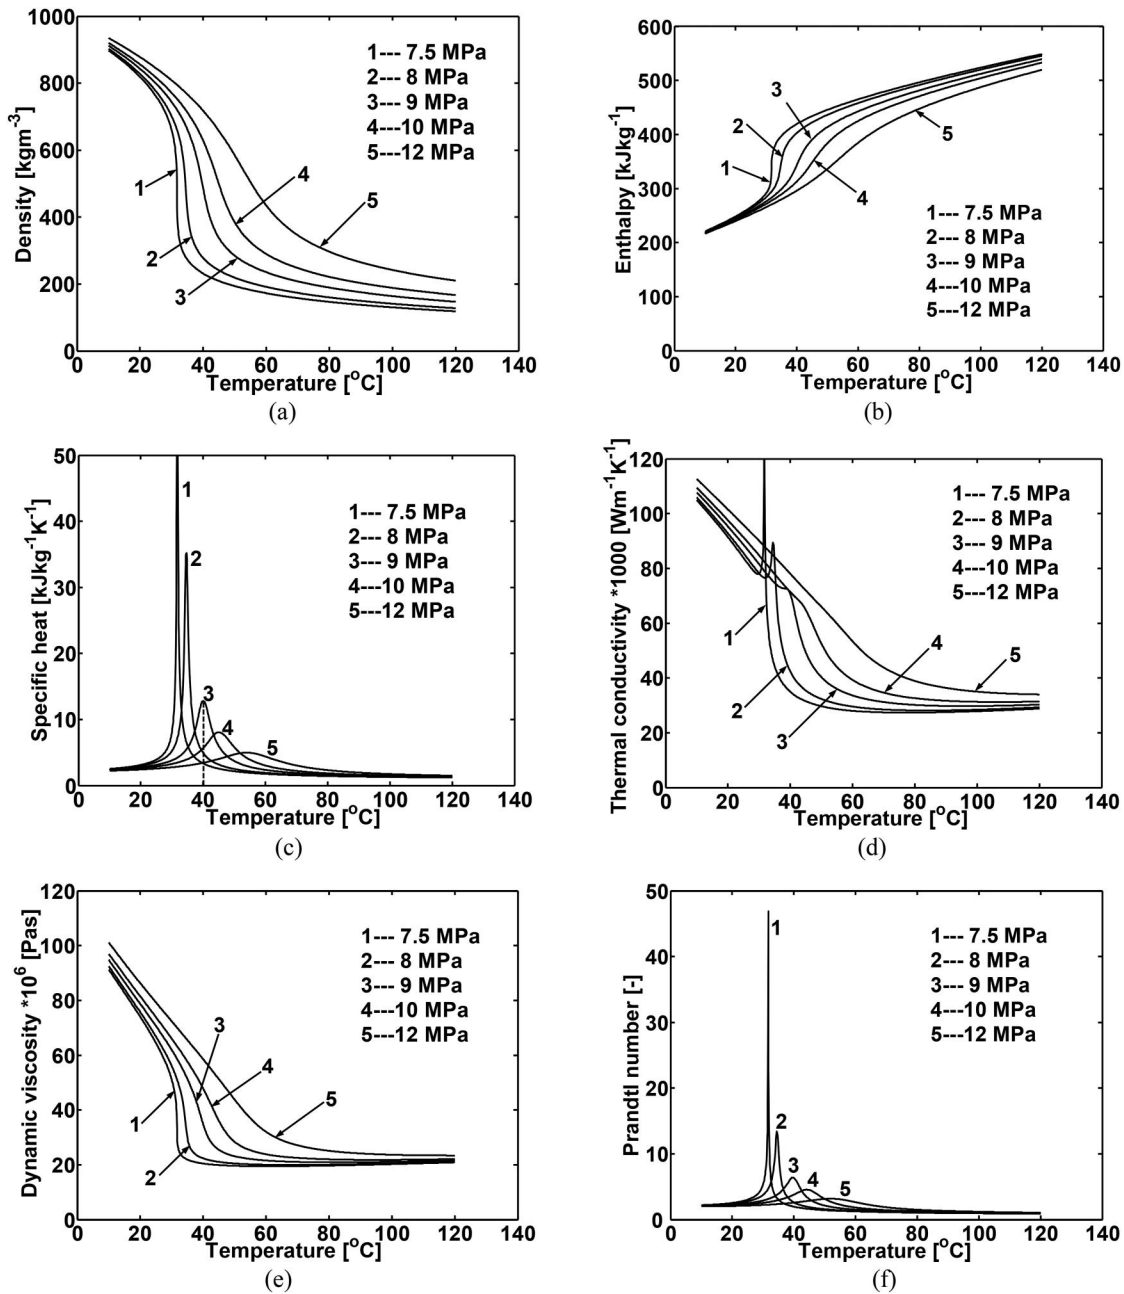 1000
800
600
400
200
0
Density [kgm-3]
1--- 7.5 MPa
2--- 8 MPa
3--- 9 MPa
4---10 MPa
5---12 MPa
1
2
3
4
5
0 20 40 60 80 100 120 140
Temperature [oC]
(a)
600
500
400
300
200
100
0
Enthalpy [kJkg-1]
1
2
3
4
5
1--- 7.5 MPa
2--- 8 MPa
3--- 9 MPa
4---10 MPa
5---12 MPa
0 20 40 60 80 100 120 140
Temperature [oC]
(b)
50
40
30
20
10
0
Specific heat [kJkg-1K-1]
1
2
3
4
5
1--- 7.5 MPa
2--- 8 MPa
3--- 9 MPa
4---10 MPa
5---12 MPa
0 20 40 60 80 100 120 140
Temperature [oC]
(c)
120
100
80
60
40
20
0
Thermal conductivity *1000 [Wm-1K-1]
1--- 7.5 MPa
2--- 8 MPa
3--- 9 MPa
4---10 MPa
5---12 MPa
1
2
3
4
5
0 20 40 60 80 100 120 140
Temperature [oC]
(d)
120
100
80
60
40
20
0
Dynamic viscosity *106 [Pas]
1--- 7.5 MPa
2--- 8 MPa
3--- 9 MPa
4---10 MPa
5---12 MPa
1
2
3
4
5
0 20 40 60 80 100 120 140
Temperature [oC]
(e)
50
40
30
20
10
0
Prandtl number [-]
1
2
3
4
5
1--- 7.5 MPa
2--- 8 MPa
3--- 9 MPa
4---10 MPa
5---12 MPa
0 20 40 60 80 100 120 140
Temperature [oC]
(f)